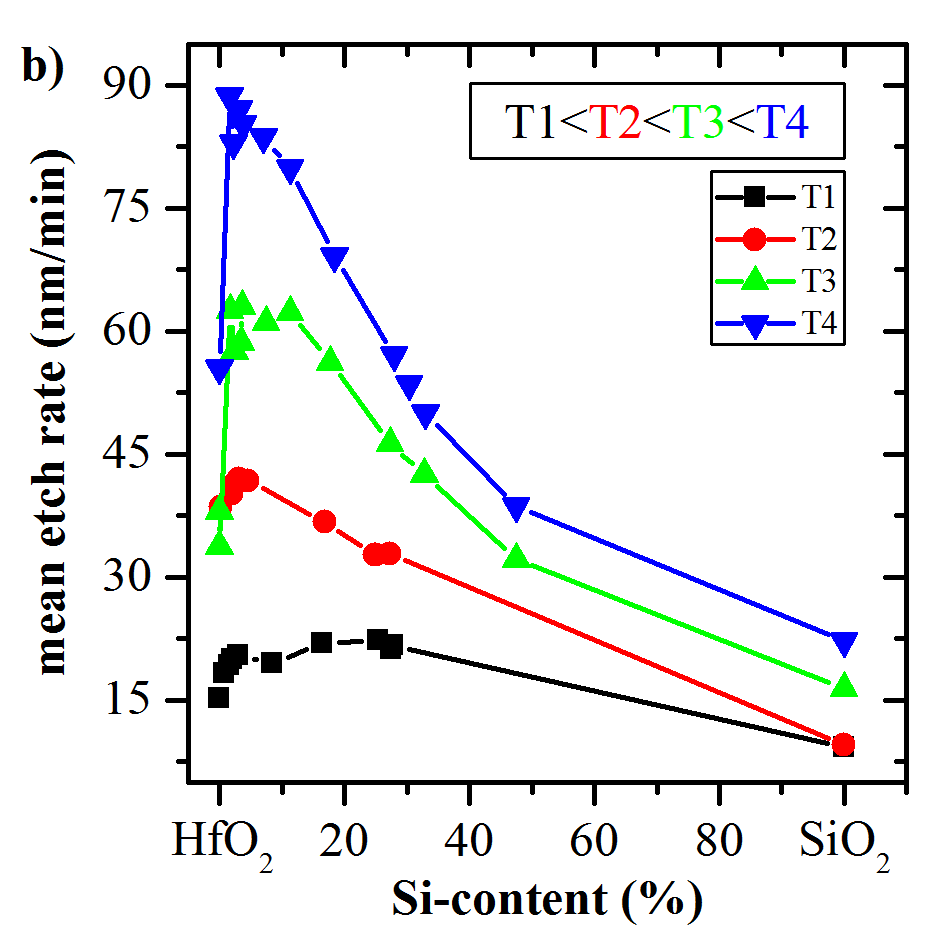 b)
T1<T2<T3<T4
T1
T2
T3
T4
mean etch rate (nm/min)
90
75
60
45
30
15
HfO₂ 20 40 60 80 SiO₂
Si-content (%)